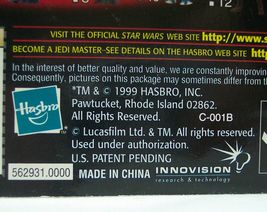 .12
VISIT THE OFFICIAL STAR WARS WEB SITE http://www.s
BECOME A JEDI MASTER-SEE DETAILS ON THE HASBRO WEB SITE http
In the interest of better quality and value, we are constantly improvin
Consequently, pictures on this package may sometimes differ from t
*TM & © 1999 HASBRO, INC.
Pawtucket, Rhode Island 02862.
All Rights Reserved. C-001B
Hasbro
© Lucasfilm Ltd. & TM. All rights reserved.
Used under authorization.
U.S. PATENT PENDING
562931.0000
MADE IN CHINA
INNOVISION
research & technology